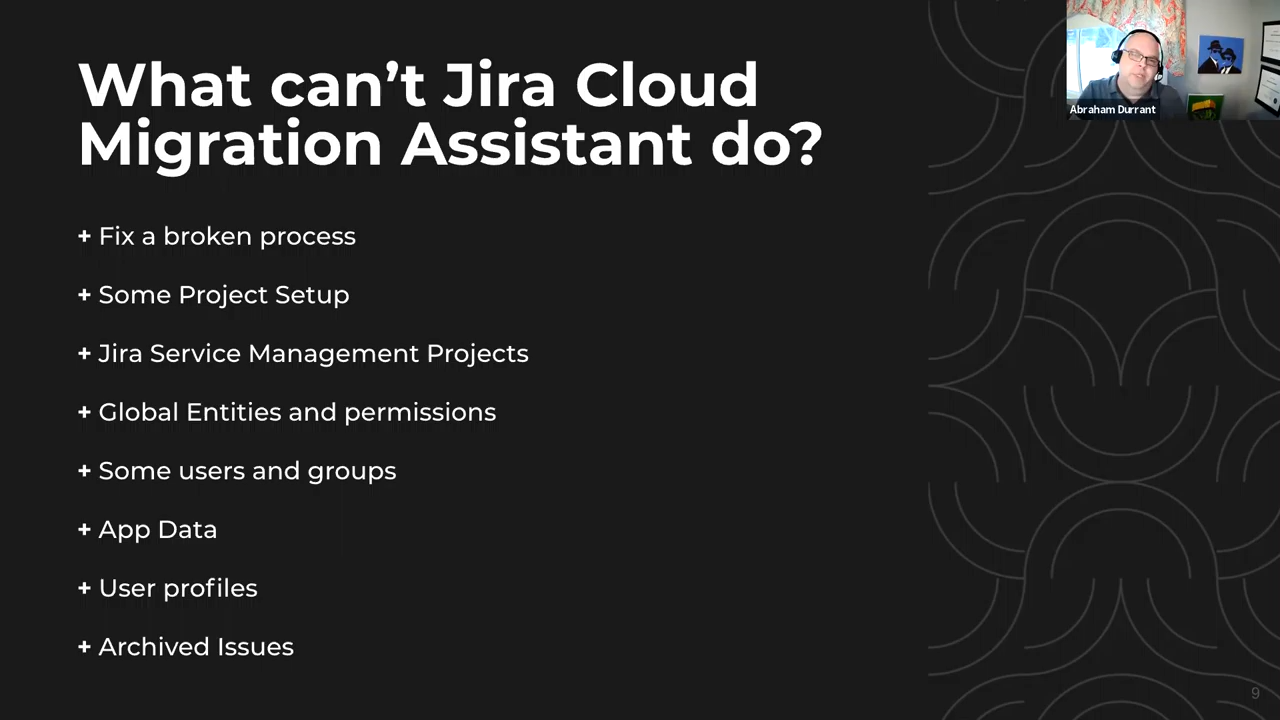 What can’t Jira Cloud
Migration Assistant do?
+ Fix a broken process
+ Some Project Setup
+ Jira Service Management Projects
+ Global Entities and permissions
+ Some users and groups
+ App Data
+ User profiles
+ Archived Issues
Abraham Durrant
9